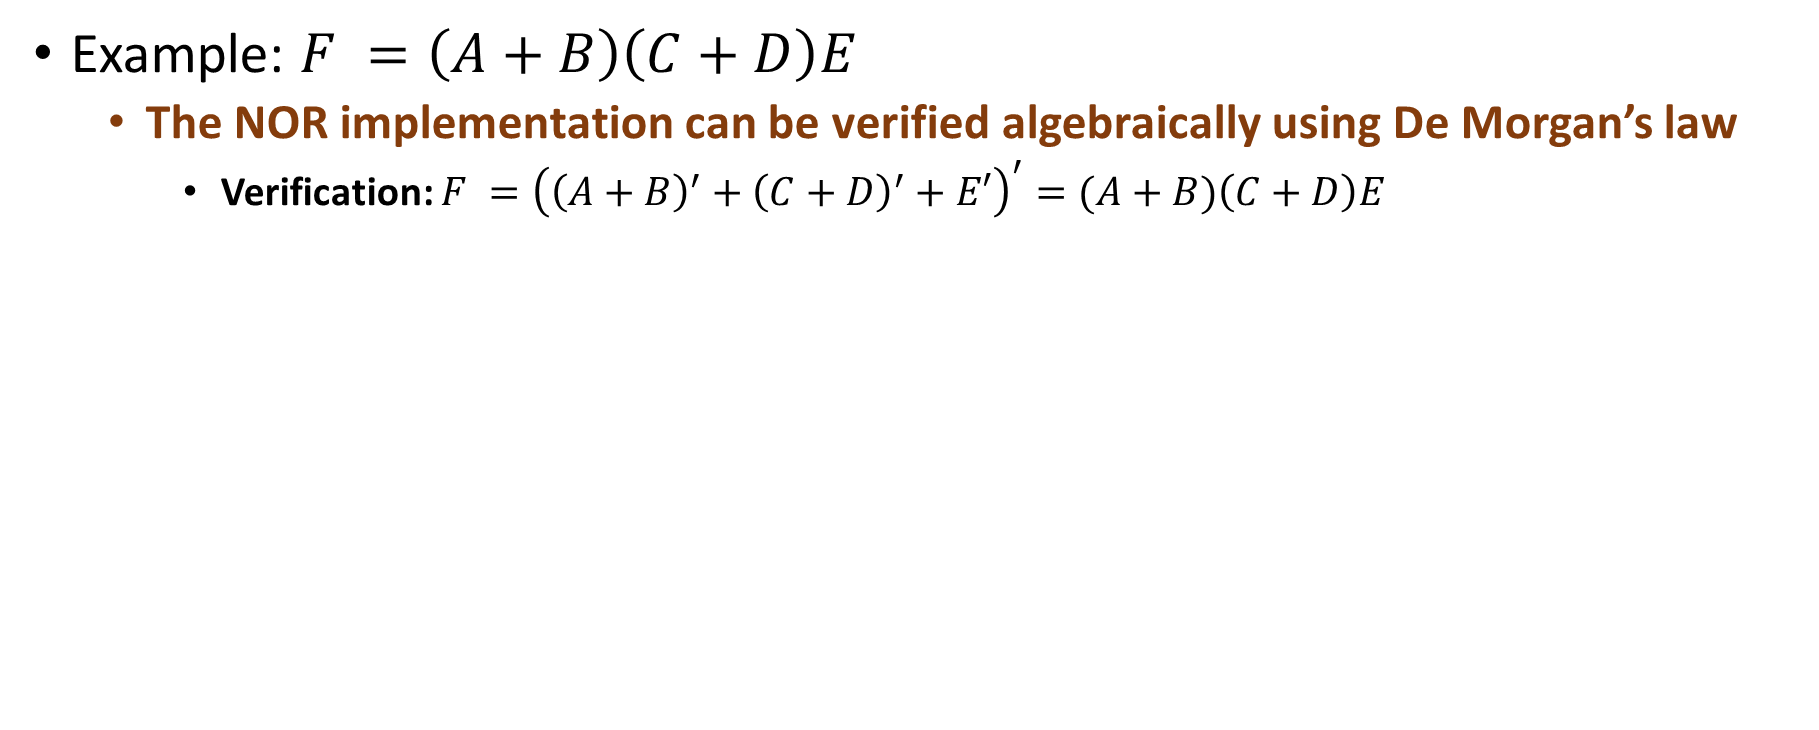 • Example: F = (A + B)(C + D)E
• The NOR implementation can be verified algebraically using De Morgan’s law
• Verification: F = ((A + B)′ + (C + D)′ + E′)′ = (A + B)(C + D)E